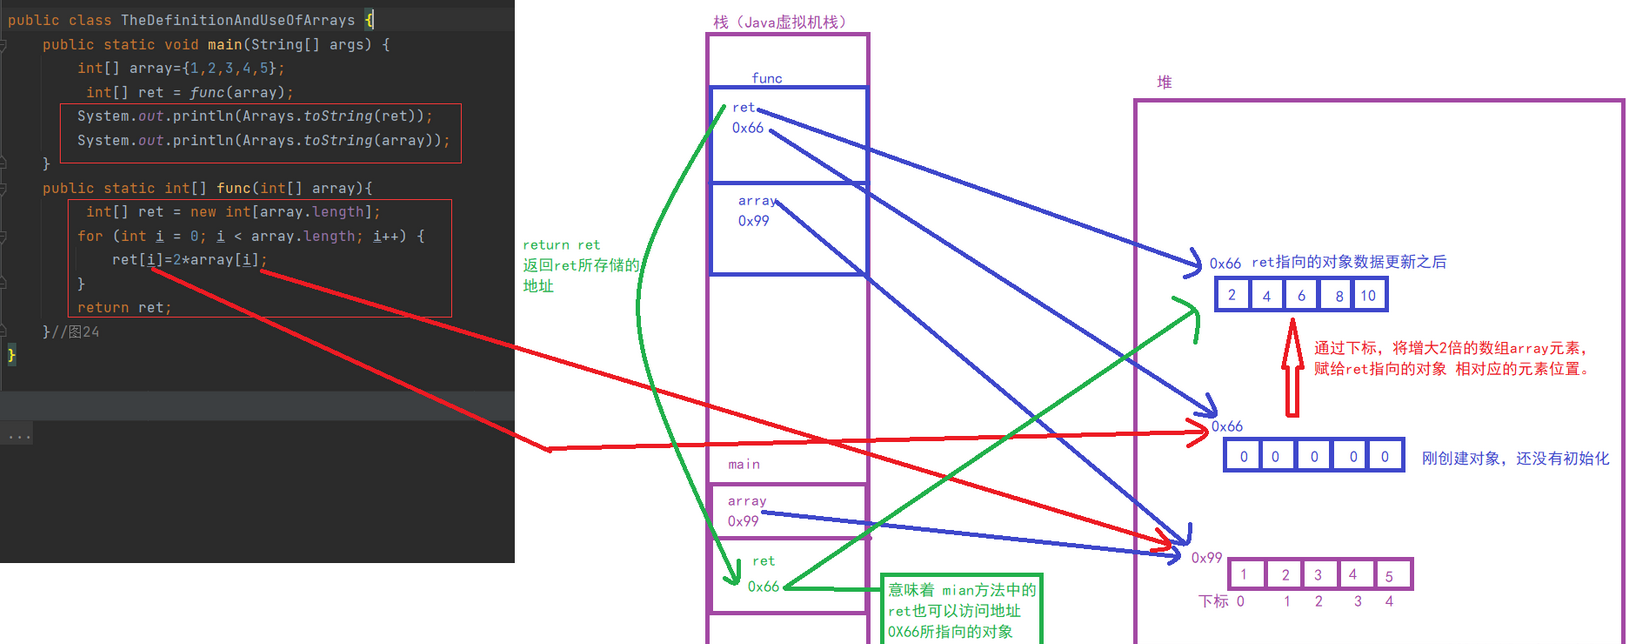 public class TheDefinitionAndUseOfArrays {
public static void main(String[] args) {
int[] array={1,2,3,4,5};
int[] ret = func(array);
System.out.println(Arrays.toString(ret));
System.out.println(Arrays.toString(array));
}
public static int[] func(int[] array){
int[] ret = new int[array.length];
for (int i = 0; i < array.length; i++) {
ret[i]=2*array[i];
}
return ret;
}//图24
}
...
return ret
返回ret所存储的
地址
栈（Java虚拟机栈）
func
ret
0x66
array
0x99
main
array
0x99
ret
0x66
意味着 mian方法中的
ret也可以访问地址
0X66所指向的对象
堆
0x66 ret指向的对象数据更新之后
2 4 6 8 10
通过下标，将增大2倍的数组array元素，
赋给ret指向的对象 相对应的元素位置。
0x66
0 0 0 0 0 刚创建对象，还没有初始化
0x99
1 2 3 4 5
下标 0 1 2 3 4